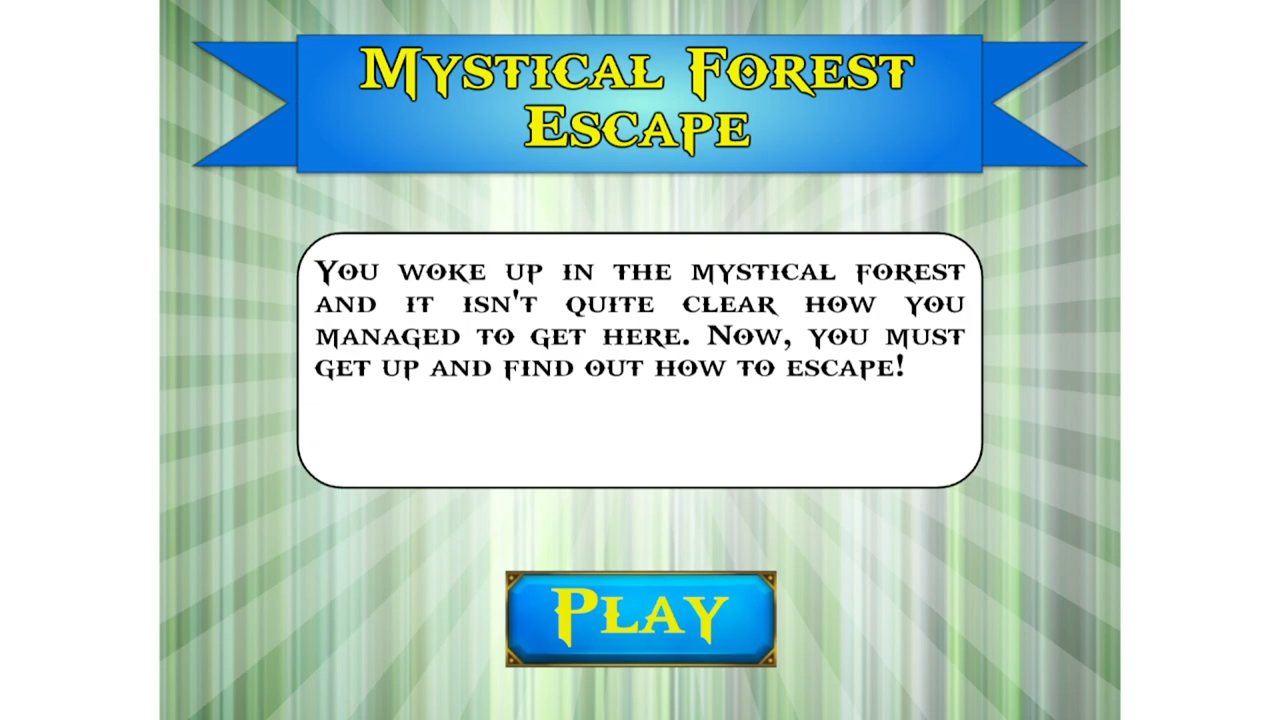 Mystical Forest
Escape
You woke up in the mystical forest
and it isn't quite clear how you
managed to get here. Now, you must
get up and find out how to escape!
Play